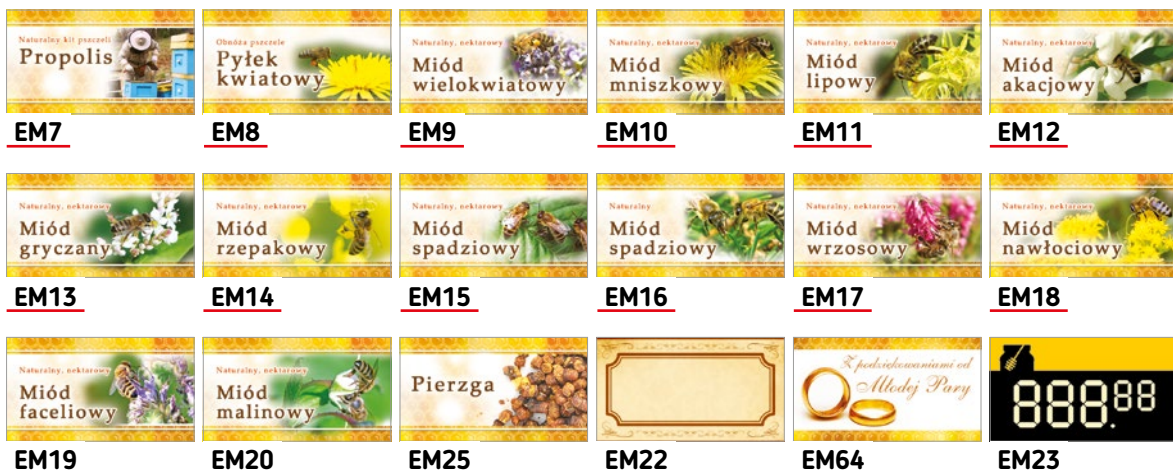 Naturalny kit pszczeli
Propolis
EM7
Obnóża pszczele
Pyłek
kwiatowy
EM8
Naturalny, nektarowy
Miód
wielokwiatowy
EM9
Naturalny, nektarowy
Miód
mniszkowy
EM10
Naturalny, nektarowy
Miód
lipowy
EM11
Naturalny, nektarowy
Miód
akacjowy
EM12
Naturalny, nektarowy
Miód
gryczany
EM13
Naturalny, nektarowy
Miód
rzepakowy
EM14
Naturalny, nektarowy
Miód
spadziowy
EM15
Naturalny
Miód
spadziowy
EM16
Naturalny, nektarowy
Miód
wrzosowy
EM17
Naturalny, nektarowy
Miód
nawłociowy
EM18
Naturalny, nektarowy
Miód
faceliowy
EM19
Naturalny, nektarowy
Miód
malinowy
EM20
Pierzga
EM25
EM22
Z podziękowaniami od
Młodej Pary
EM64
888.88
EM23